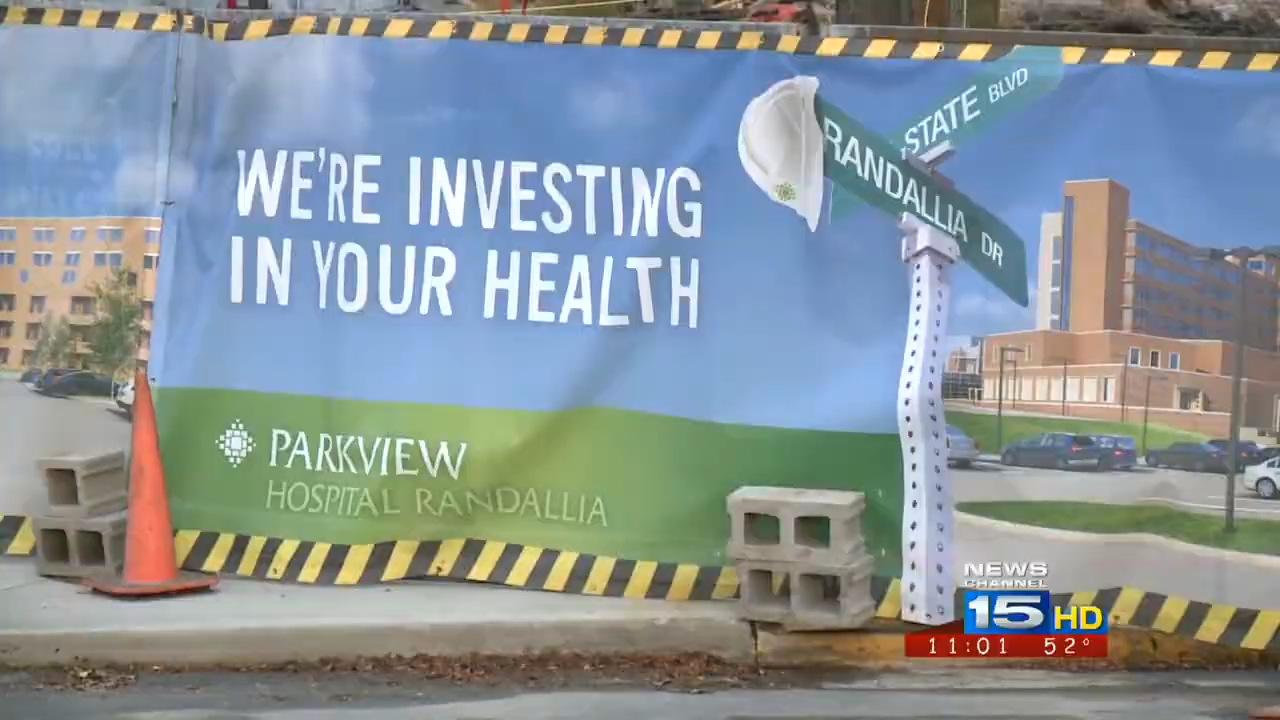 WE'RE INVESTING
IN YOUR HEALTH
STATE BLVD
RANDALLIA DR
PARKVIEW
HOSPITAL RANDALLIA
NEWS
CHANNEL
15 HD
11:01 52°